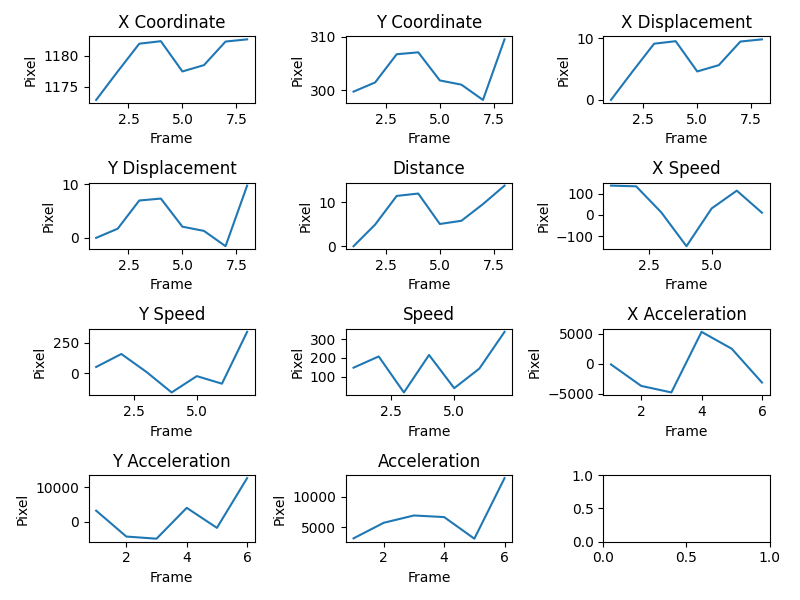 X Coordinate Y Coordinate X Displacement
1180
1175
Pixel
2.5 5.0 7.5
Frame
310
300
Pixel
2.5 5.0 7.5
Frame
10
0
Pixel
2.5 5.0 7.5
Frame
Y Displacement Distance X Speed
10
0
Pixel
2.5 5.0 7.5
Frame
10
0
Pixel
2.5 5.0 7.5
Frame
100
0
−100
Pixel
2.5 5.0
Frame
Y Speed Speed X Acceleration
250
0
Pixel
2.5 5.0
Frame
300
200
100
Pixel
2.5 5.0
Frame
5000
0
−5000
Pixel
2 4 6
Frame
Y Acceleration Acceleration
10000
0
Pixel
2 4 6
Frame
10000
5000
Pixel
2 4 6
Frame
1.0
0.5
0.0
0.0 0.5 1.0